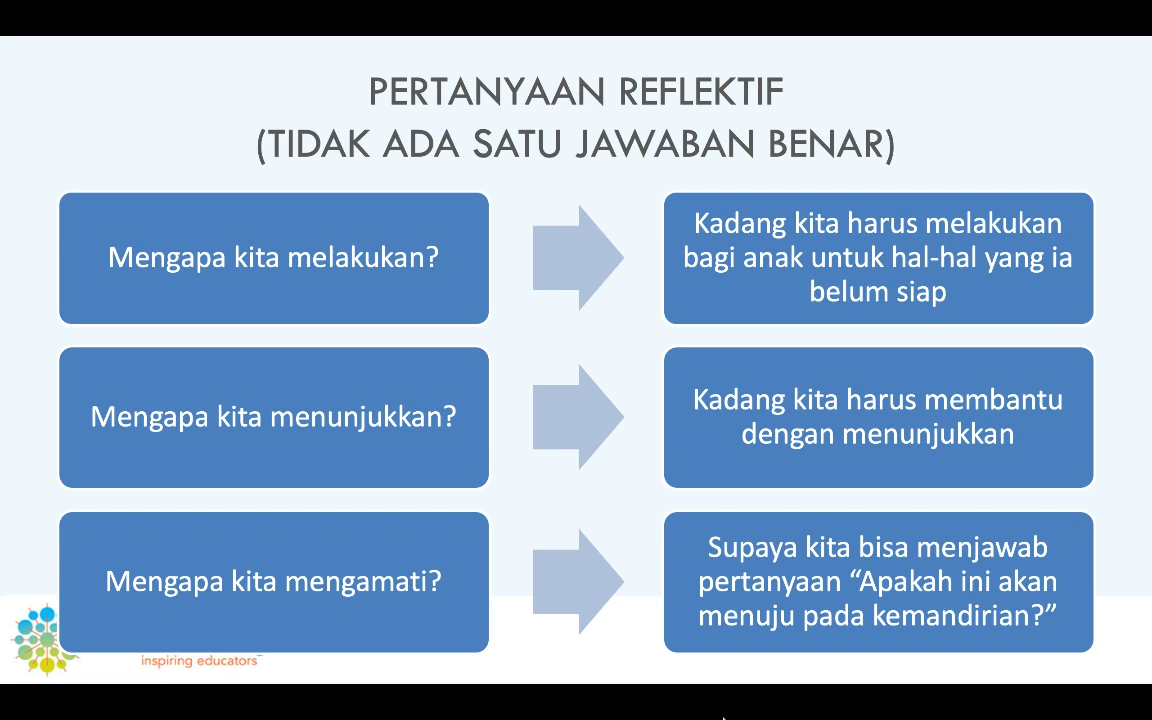 PERTANYAAN REFLEKTIF
(TIDAK ADA SATU JAWABAN BENAR)
Mengapa kita melakukan?
Kadang kita harus melakukan
bagi anak untuk hal-hal yang ia
belum siap
Mengapa kita menunjukkan?
Kadang kita harus membantu
dengan menunjukkan
Mengapa kita mengamati?
Supaya kita bisa menjawab
pertanyaan “Apakah ini akan
menuju pada kemandirian?”
inspiring educators